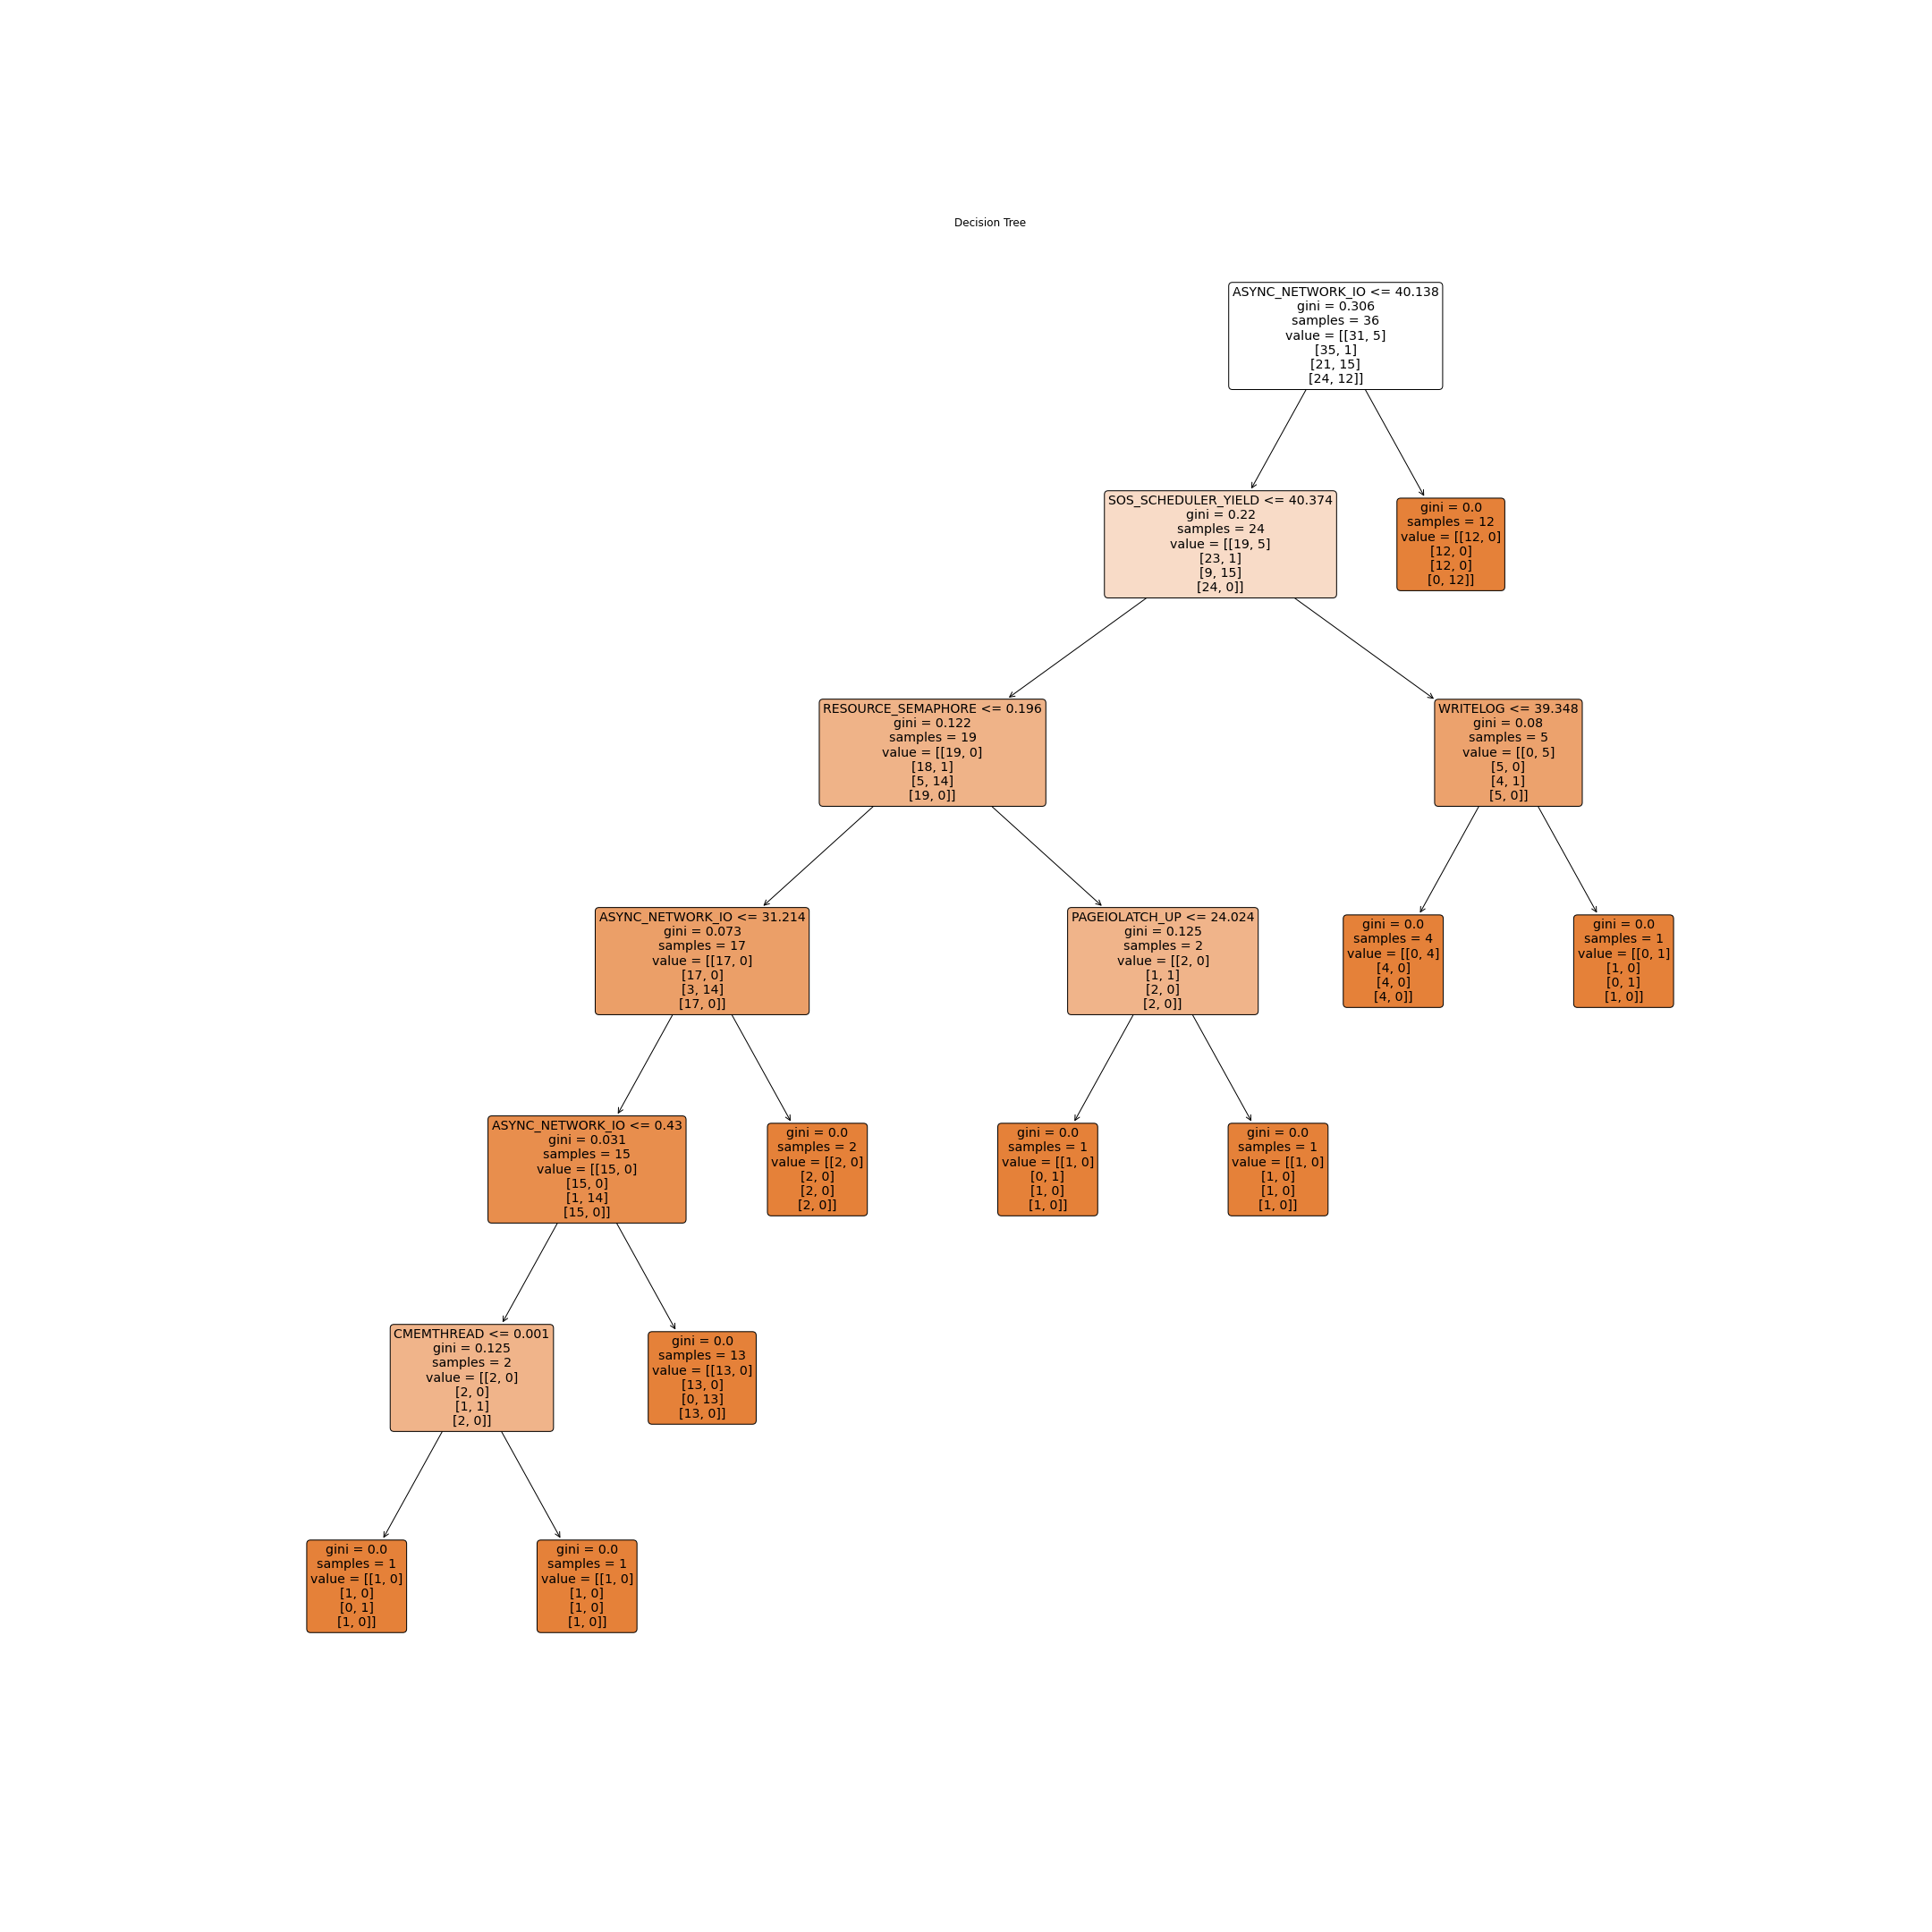 Decision Tree
ASYNC_NETWORK_IO <= 40.138
gini = 0.306
samples = 36
value = [[31, 5]
[35, 1]
[21, 15]
[24, 12]]
SOS_SCHEDULER_YIELD <= 40.374
gini = 0.22
samples = 24
value = [[19, 5]
[23, 1]
[9, 15]
[24, 0]]
gini = 0.0
samples = 12
value = [[12, 0]
[12, 0]
[12, 0]
[0, 12]]
RESOURCE_SEMAPHORE <= 0.196
gini = 0.122
samples = 19
value = [[19, 0]
[18, 1]
[5, 14]
[19, 0]]
WRITELOG <= 39.348
gini = 0.08
samples = 5
value = [[0, 5]
[5, 0]
[4, 1]
[5, 0]]
ASYNC_NETWORK_IO <= 31.214
gini = 0.073
samples = 17
value = [[17, 0]
[17, 0]
[3, 14]
[17, 0]]
PAGEIOLATCH_UP <= 24.024
gini = 0.125
samples = 2
value = [[2, 0]
[1, 1]
[2, 0]
[2, 0]]
gini = 0.0
samples = 4
value = [[0, 4]
[4, 0]
[4, 0]
[4, 0]]
gini = 0.0
samples = 1
value = [[0, 1]
[1, 0]
[0, 1]
[1, 0]]
ASYNC_NETWORK_IO <= 0.43
gini = 0.031
samples = 15
value = [[15, 0]
[15, 0]
[1, 14]
[15, 0]]
gini = 0.0
samples = 2
value = [[2, 0]
[2, 0]
[2, 0]
[2, 0]]
gini = 0.0
samples = 1
value = [[1, 0]
[0, 1]
[1, 0]
[1, 0]]
gini = 0.0
samples = 1
value = [[1, 0]
[1, 0]
[1, 0]
[1, 0]]
CMEMTHREAD <= 0.001
gini = 0.125
samples = 2
value = [[2, 0]
[2, 0]
[1, 1]
[2, 0]]
gini = 0.0
samples = 13
value = [[13, 0]
[13, 0]
[0, 13]
[13, 0]]
gini = 0.0
samples = 1
value = [[1, 0]
[1, 0]
[0, 1]
[1, 0]]
gini = 0.0
samples = 1
value = [[1, 0]
[1, 0]
[1, 0]
[1, 0]]